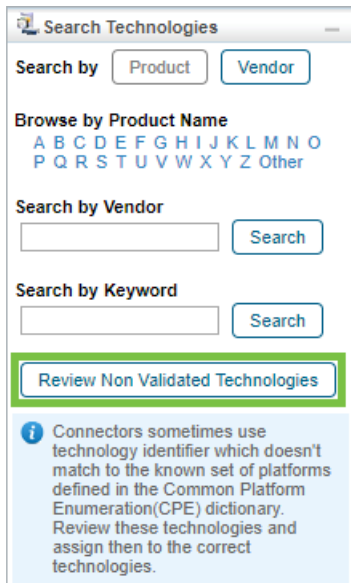 Search Technologies
Search by Product Vendor
Browse by Product Name
A B C D E F G H I J K L M N O
P Q R S T U V W X Y Z Other
Search by Vendor
Search
Search by Keyword
Search
Review Non Validated Technologies
Connectors sometimes use
technology identifier which doesn't
match to the known set of platforms
defined in the Common Platform
Enumeration(CPE) dictionary.
Review these technologies and
assign then to the correct
technologies.